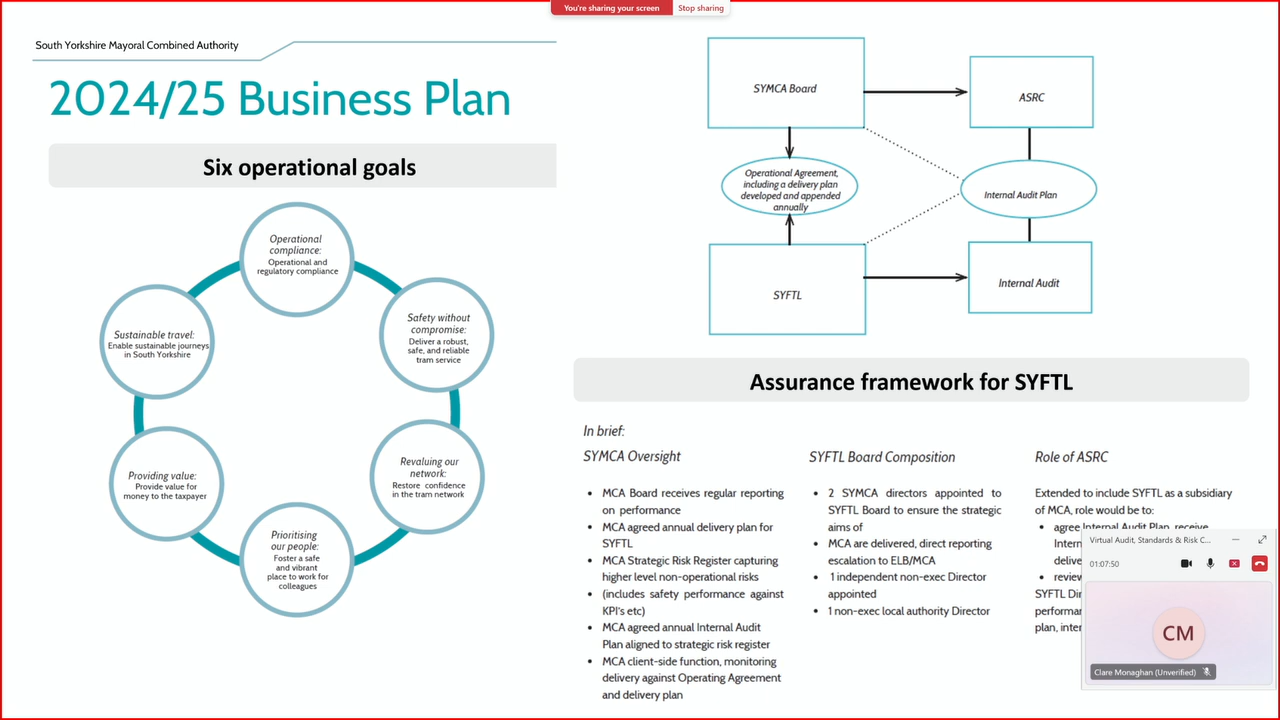 You're sharing your screen
Stop sharing
South Yorkshire Mayoral Combined Authority
2024/25 Business Plan
Six operational goals
Operational
compliance:
Operational and
regulatory compliance
Safety without
compromise:
Deliver a robust,
safe, and reliable
tram service
Revaluing our
network:
Restore confidence
in the tram network
Prioritising
our people:
Foster a safe
and vibrant
place to work for
colleagues
Providing value:
Provide value for
money to the taxpayer
Sustainable travel:
Enable sustainable journeys
in South Yorkshire
SYMCA Board
ASRC
Operational Agreement,
including a delivery plan
developed and appended
annually
Internal Audit Plan
SYFTL
Internal Audit
Assurance framework for SYFTL
In brief:
SYMCA Oversight
• MCA Board receives regular reporting
on performance
• MCA agreed annual delivery plan for
SYFTL
• MCA Strategic Risk Register capturing
higher level non-operational risks
• (includes safety performance against
KPI's etc)
• MCA agreed annual Internal Audit
Plan aligned to strategic risk register
• MCA client-side function, monitoring
delivery against Operating Agreement
and delivery plan
SYFTL Board Composition
• 2 SYMCA directors appointed to
SYFTL Board to ensure the strategic
aims of
• MCA are delivered, direct reporting
escalation to ELB/MCA
• 1 independent non-exec Director
appointed
• 1 non-exec local authority Director
Role of ASRC
Extended to include SYFTL as a subsidiary
of MCA, role would be to:
• agree Internal Audit Plan, receive
Intern
delive
• review
SYFTL Dir
performa
plan, inter
Virtual Audit, Standards & Risk C...
01:07:50
CM
Clare Monaghan (Unverified)